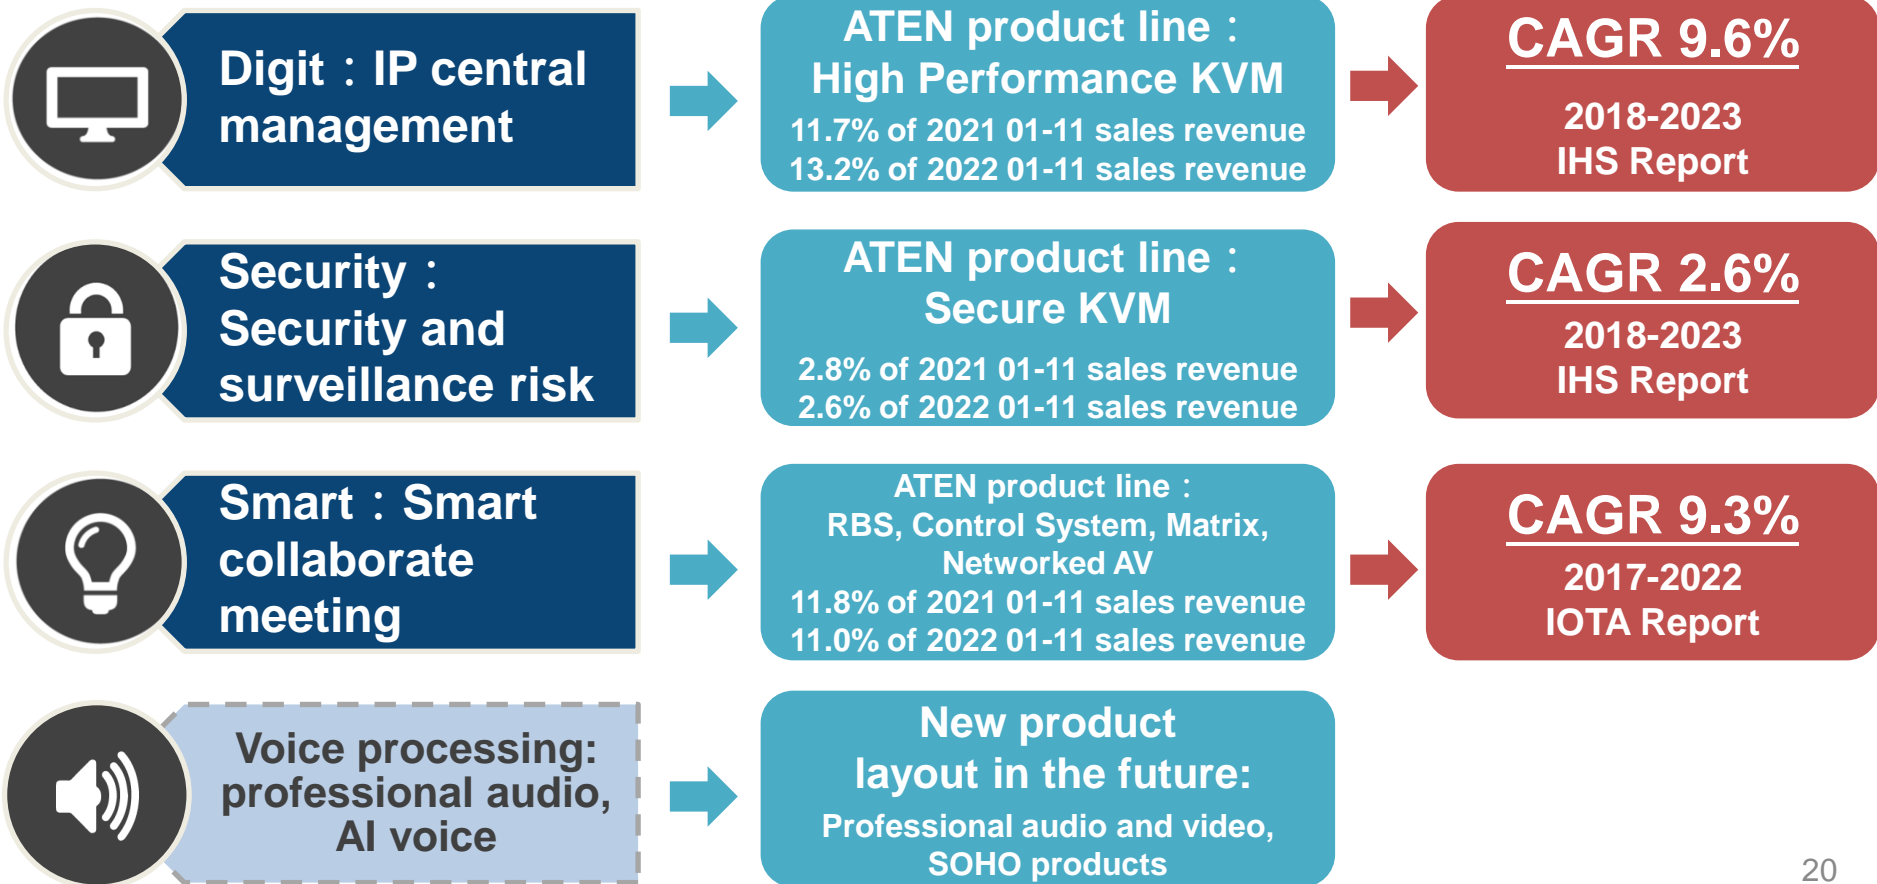 Digit：IP central
management
ATEN product line：
High Performance KVM
11.7% of 2021 01-11 sales revenue
13.2% of 2022 01-11 sales revenue
CAGR 9.6%
2018-2023
IHS Report
Security：
Security and
surveillance risk
ATEN product line：
Secure KVM
2.8% of 2021 01-11 sales revenue
2.6% of 2022 01-11 sales revenue
CAGR 2.6%
2018-2023
IHS Report
Smart：Smart
collaborate
meeting
ATEN product line：
RBS, Control System, Matrix,
Networked AV
11.8% of 2021 01-11 sales revenue
11.0% of 2022 01-11 sales revenue
CAGR 9.3%
2017-2022
IOTA Report
Voice processing:
professional audio,
AI voice
New product
layout in the future:
Professional audio and video,
SOHO products
20